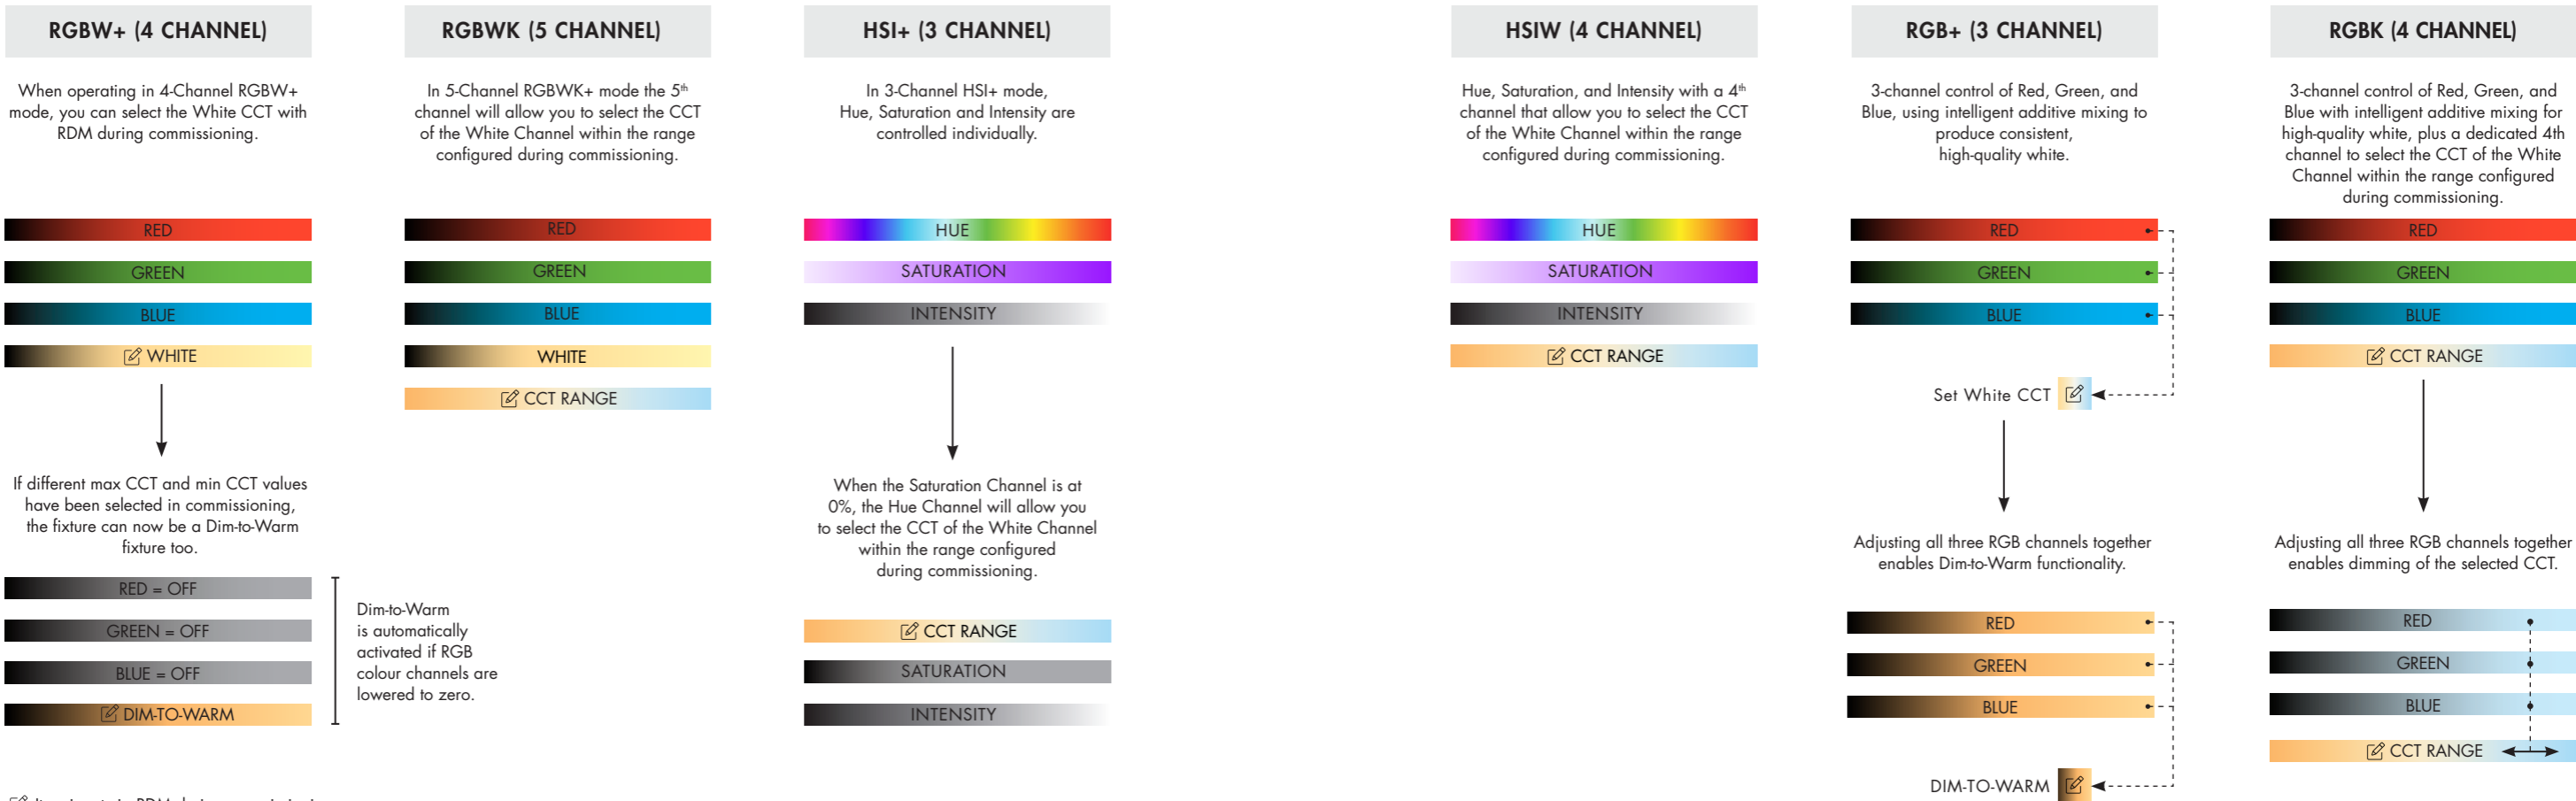 RGBW+ (4 CHANNEL)
When operating in 4-Channel RGBW+
mode, you can select the White CCT with
RDM during commissioning.
RED
GREEN
BLUE
WHITE
If different max CCT and min CCT values
have been selected in commissioning,
the fixture can now be a Dim-to-Warm
fixture too.
RED = OFF
GREEN = OFF
BLUE = OFF
DIM-TO-WARM
Dim-to-Warm
is automatically
activated if RGB
colour channels are
lowered to zero.
RGBWK (5 CHANNEL)
In 5-Channel RGBWK+ mode the 5th
channel will allow you to select the CCT
of the White Channel within the range
configured during commissioning.
RED
GREEN
BLUE
WHITE
CCT RANGE
HSI+ (3 CHANNEL)
In 3-Channel HSI+ mode,
Hue, Saturation and Intensity are
controlled individually.
HUE
SATURATION
INTENSITY
When the Saturation Channel is at
0%, the Hue Channel will allow you
to select the CCT of the White Channel
within the range configured
during commissioning.
CCT RANGE
SATURATION
INTENSITY
HSIW (4 CHANNEL)
Hue, Saturation, and Intensity with a 4th
channel that allow you to select the CCT
of the White Channel within the range
configured during commissioning.
HUE
SATURATION
INTENSITY
CCT RANGE
RGB+ (3 CHANNEL)
3-channel control of Red, Green, and
Blue, using intelligent additive mixing to
produce consistent,
high-quality white.
RED
GREEN
BLUE
Set White CCT
Adjusting all three RGB channels together
enables Dim-to-Warm functionality.
RED
GREEN
BLUE
DIM-TO-WARM
RGBK (4 CHANNEL)
3-channel control of Red, Green, and
Blue with intelligent additive mixing for
high-quality white, plus a dedicated 4th
channel to select the CCT of the White
Channel within the range configured
during commissioning.
RED
GREEN
BLUE
CCT RANGE
Adjusting all three RGB channels together
enables dimming of the selected CCT.
RED
GREEN
BLUE
CCT RANGE